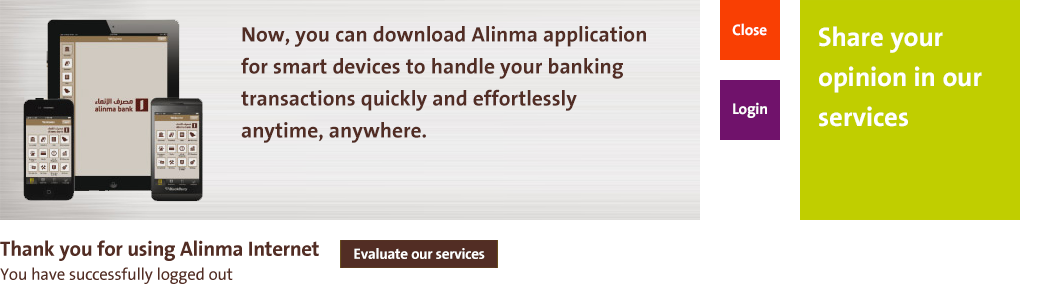 Now, you can download Alinma application
for smart devices to handle your banking
transactions quickly and effortlessly
anytime, anywhere.
مصرف الإنماء
alinma bank
BlackBerry
Close
Login
Share your
opinion in our
services
Thank you for using Alinma Internet
Evaluate our services
You have successfully logged out